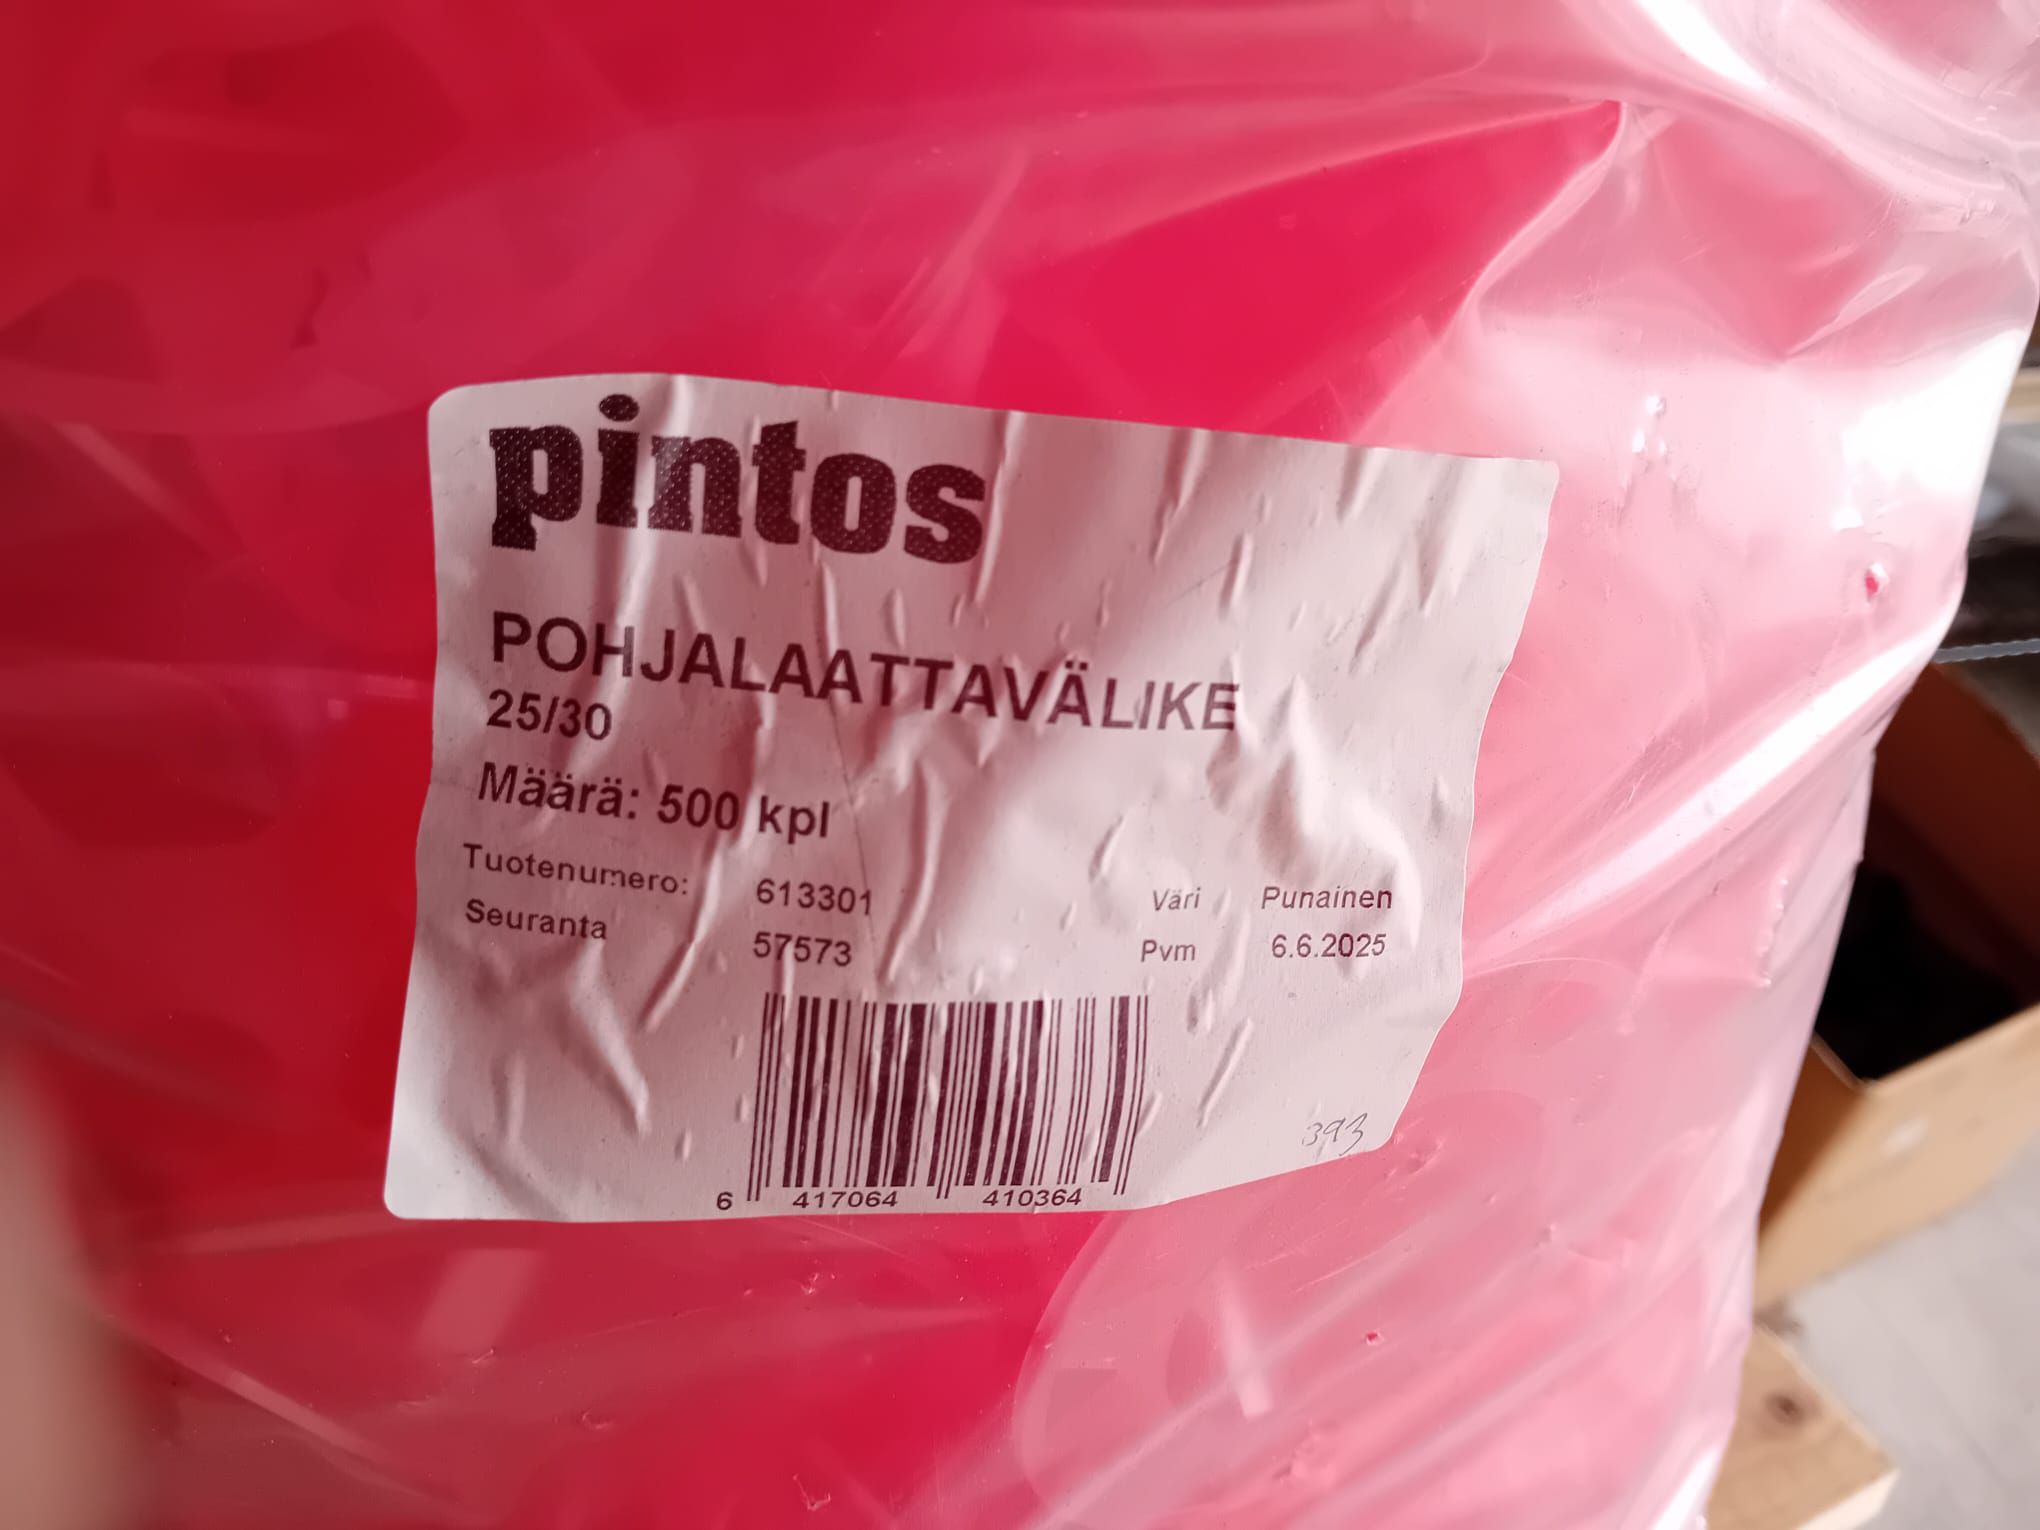 pintos
POHJALAATTAVÄLIKE
25/30
Määrä: 500 kpl
Tuotenumero: 613301 Väri Punainen
Seuranta 57573 Pvm 6.6.2025
393
6 417064 410364